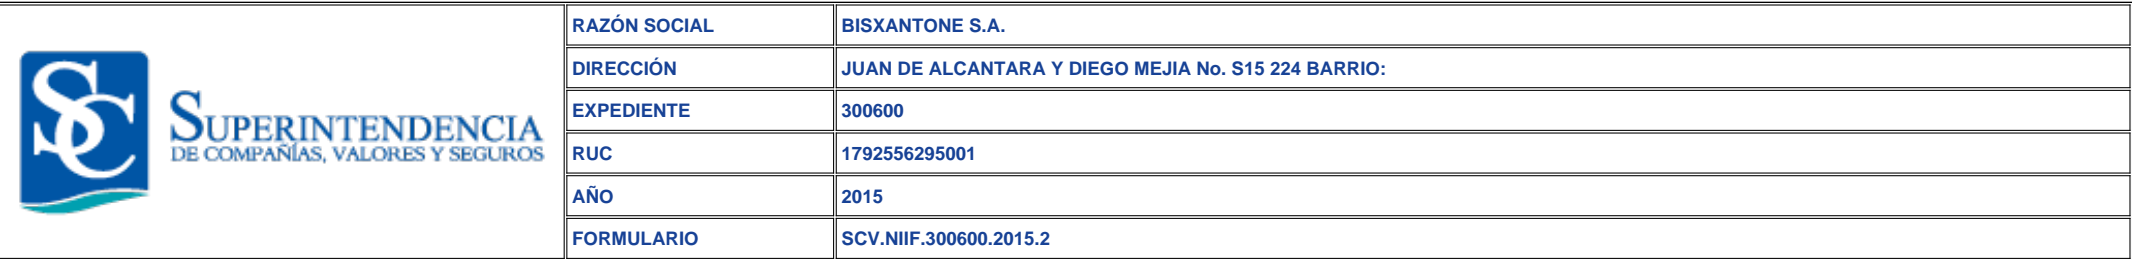 SC
SUPERINTENDENCIA
DE COMPAÑÍAS, VALORES Y SEGUROS
RAZÓN SOCIAL BISXANTONE S.A.
DIRECCIÓN JUAN DE ALCANTARA Y DIEGO MEJIA No. S15 224 BARRIO:
EXPEDIENTE 300600
RUC 1792556295001
AÑO 2015
FORMULARIO SCV.NIIF.300600.2015.2